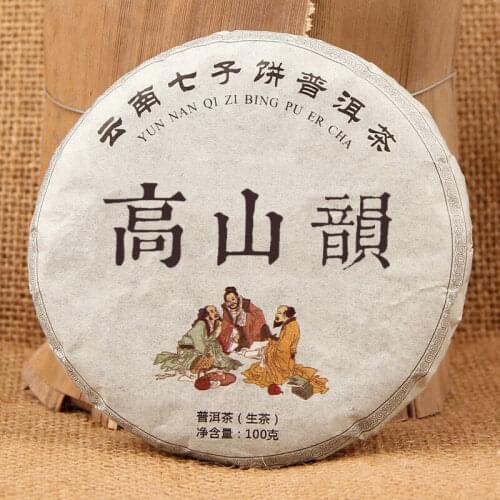 云南七子饼普洱茶
YUN NAN QI ZI BING PU ER CHA
高山韻
普洱茶（生茶）
净含量：100克